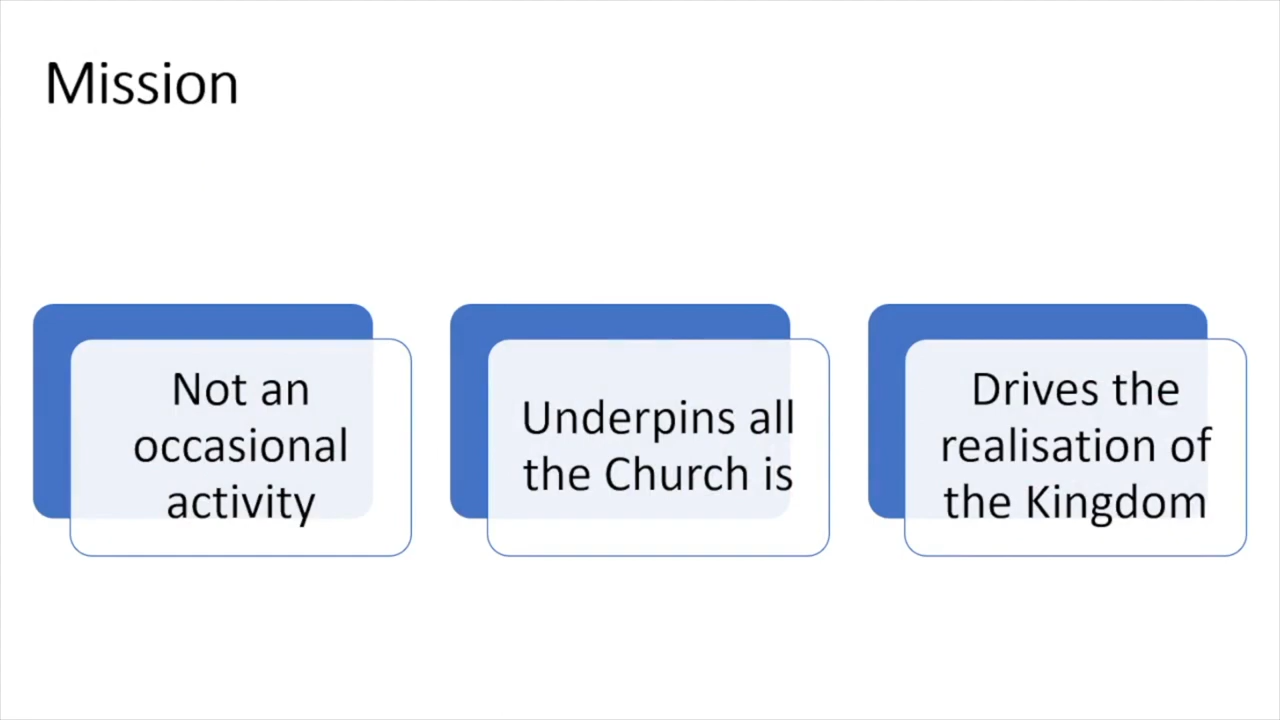 Mission
Not an
occasional
activity
Underpins all
the Church is
Drives the
realisation of
the Kingdom